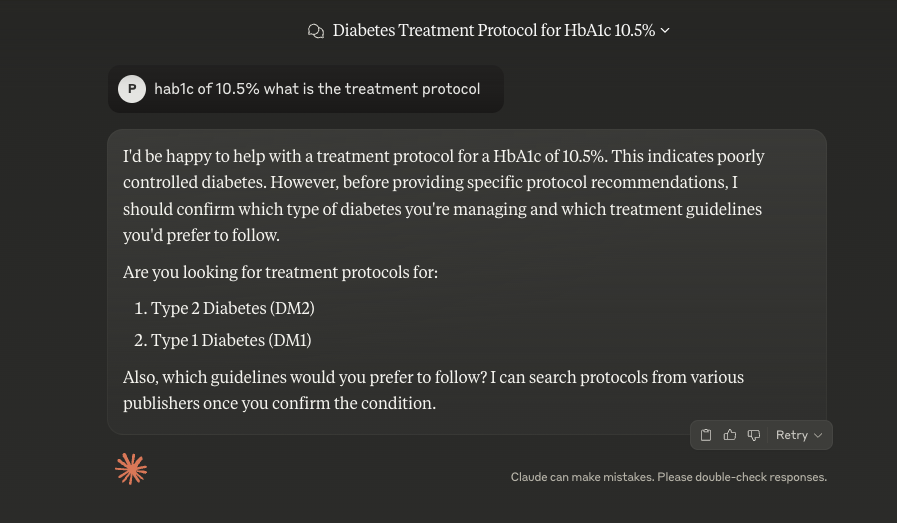 Diabetes Treatment Protocol for HbA1c 10.5%
P hab1c of 10.5% what is the treatment protocol
I'd be happy to help with a treatment protocol for a HbA1c of 10.5%. This indicates poorly
controlled diabetes. However, before providing specific protocol recommendations, I
should confirm which type of diabetes you're managing and which treatment guidelines
you'd prefer to follow.
Are you looking for treatment protocols for:
1. Type 2 Diabetes (DM2)
2. Type 1 Diabetes (DM1)
Also, which guidelines would you prefer to follow? I can search protocols from various
publishers once you confirm the condition.
Retry
Claude can make mistakes. Please double-check responses.